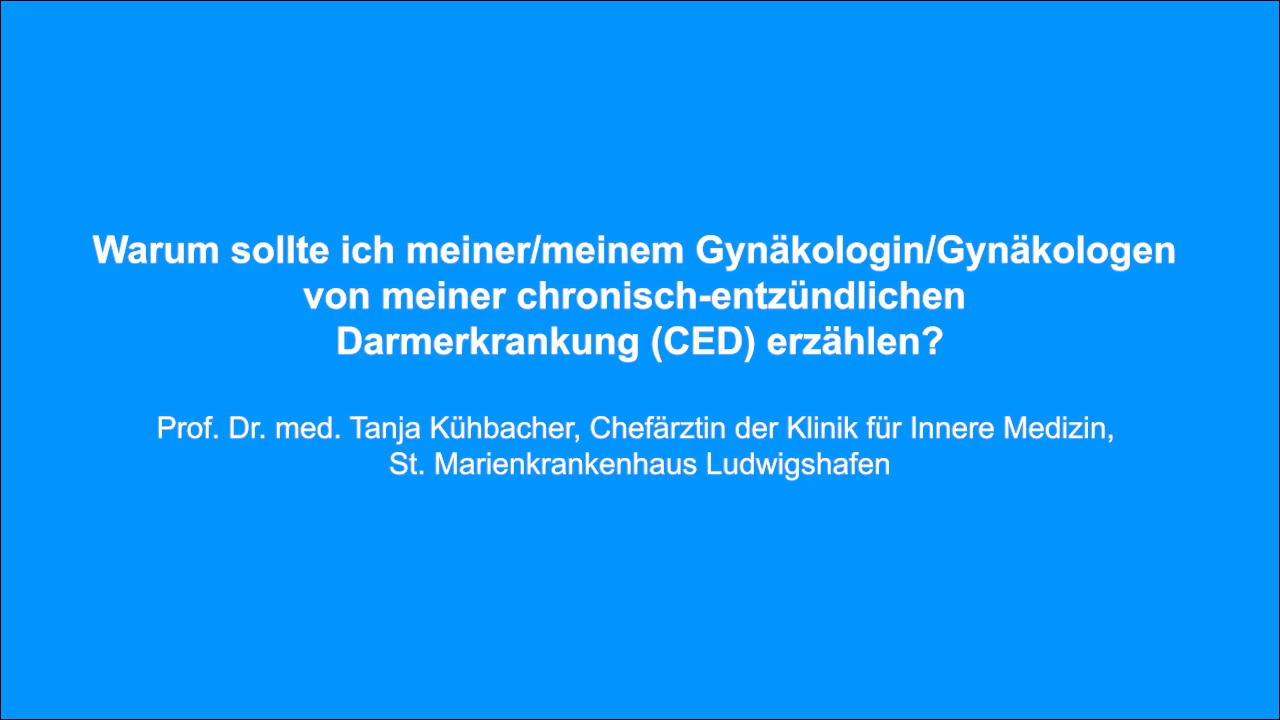 Warum sollte ich meiner/meinem Gynäkologin/Gynäkologen
von meiner chronisch-entzündlichen
Darmerkrankung (CED) erzählen?
Prof. Dr. med. Tanja Kühbacher, Chefärztin der Klinik für Innere Medizin,
St. Marienkrankenhaus Ludwigshafen